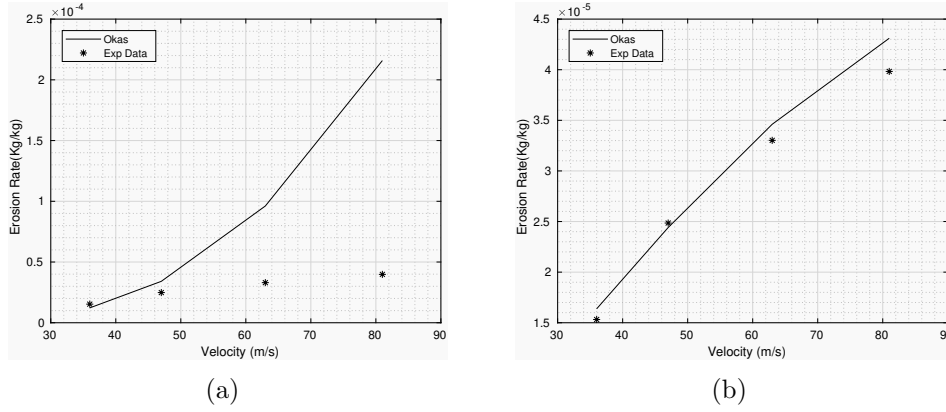 ×10⁻⁴
2.5
2
1.5
1
0.5
0
Erosion Rate(Kg/kg)
Okas
Exp Data
30 40 50 60 70 80 90
Velocity (m/s)
(a)
×10⁻⁵
4.5
4
3.5
3
2.5
2
1.5
Erosion Rate(Kg/kg)
Okas
Exp Data
30 40 50 60 70 80 90
Velocity (m/s)
(b)